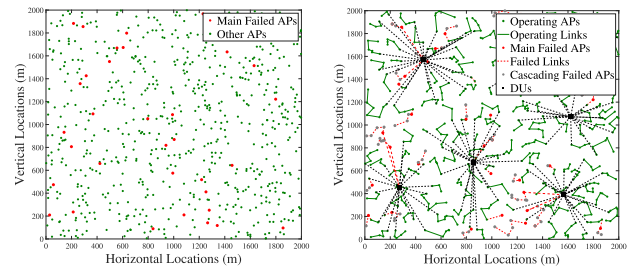 Main Failed APs
Other APs
Vertical Locations (m)
2000
1800
1600
1400
1200
1000
800
600
400
200
0
0 200 400 600 800 1000 1200 1400 1600 1800 2000
Horizontal Locations (m)
Operating APs
Operating Links
Main Failed APs
Failed Links
Cascading Failed APs
DUs
Vertical Locations (m)
2000
1800
1600
1400
1200
1000
800
600
400
200
0
0 200 400 600 800 1000 1200 1400 1600 1800 2000
Horizontal Locations (m)